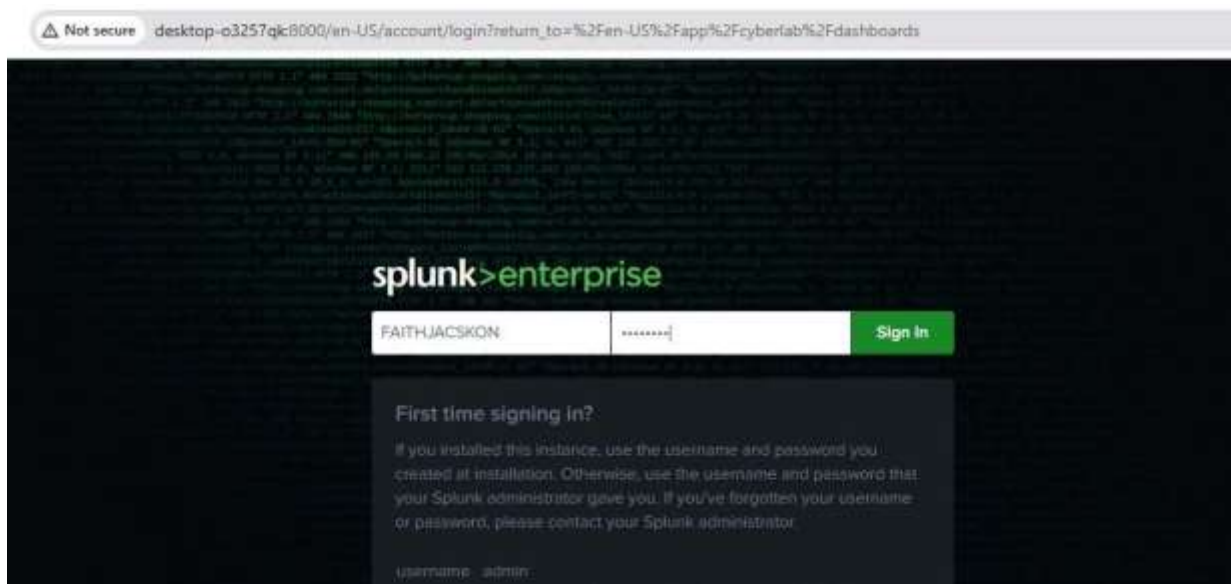 Not secure desktop-o3257qk:8000/en-US/account/login?return_to=%2Fen-US%2Fapp%2Fcyberlab%2Fdashboards
splunk>enterprise
FAITHJACSKON •••••••• Sign In
First time signing in?
If you installed this instance, use the username and password you
created at installation. Otherwise, use the username and password that
your Splunk administrator gave you. If you've forgotten your username
or password, please contact your Splunk administrator.
username admin